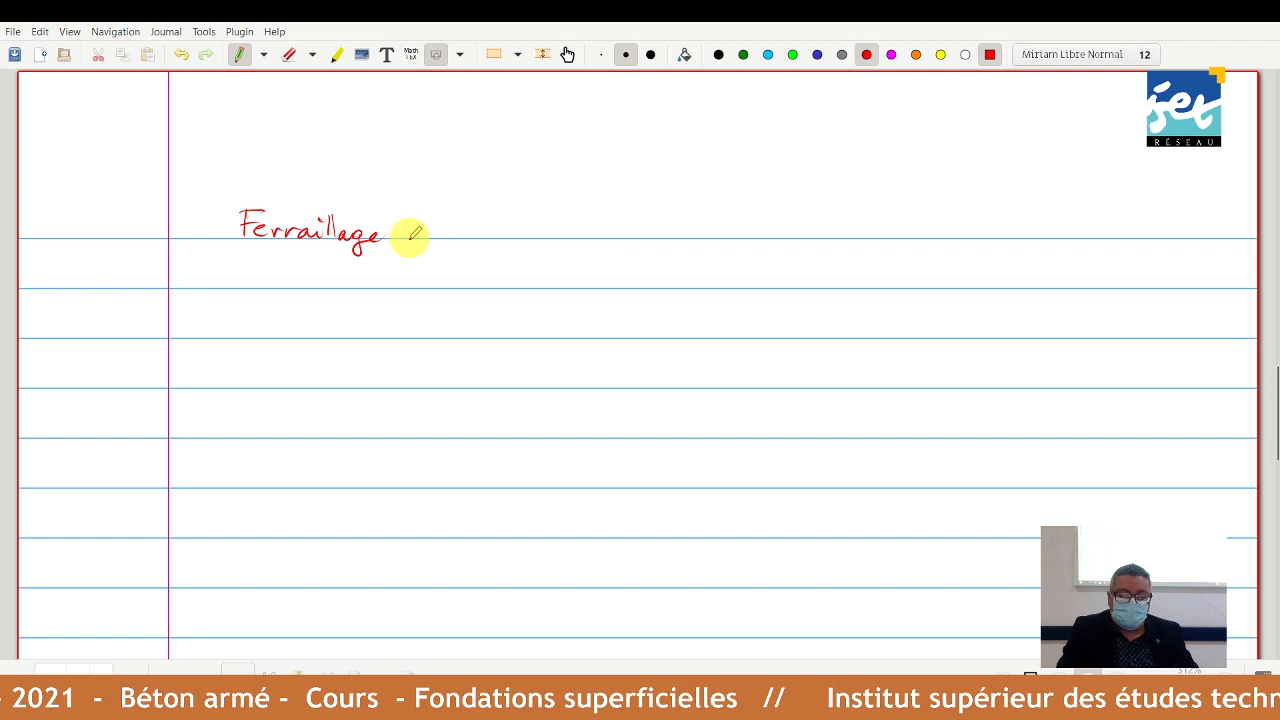 File Edit View Navigation Journal Tools Plugin Help
Miriam Libre Normal 12
iset
RÉSEAU
Ferraillage
- 2021 - Béton armé - Cours - Fondations superficielles // Institut supérieur des études techn